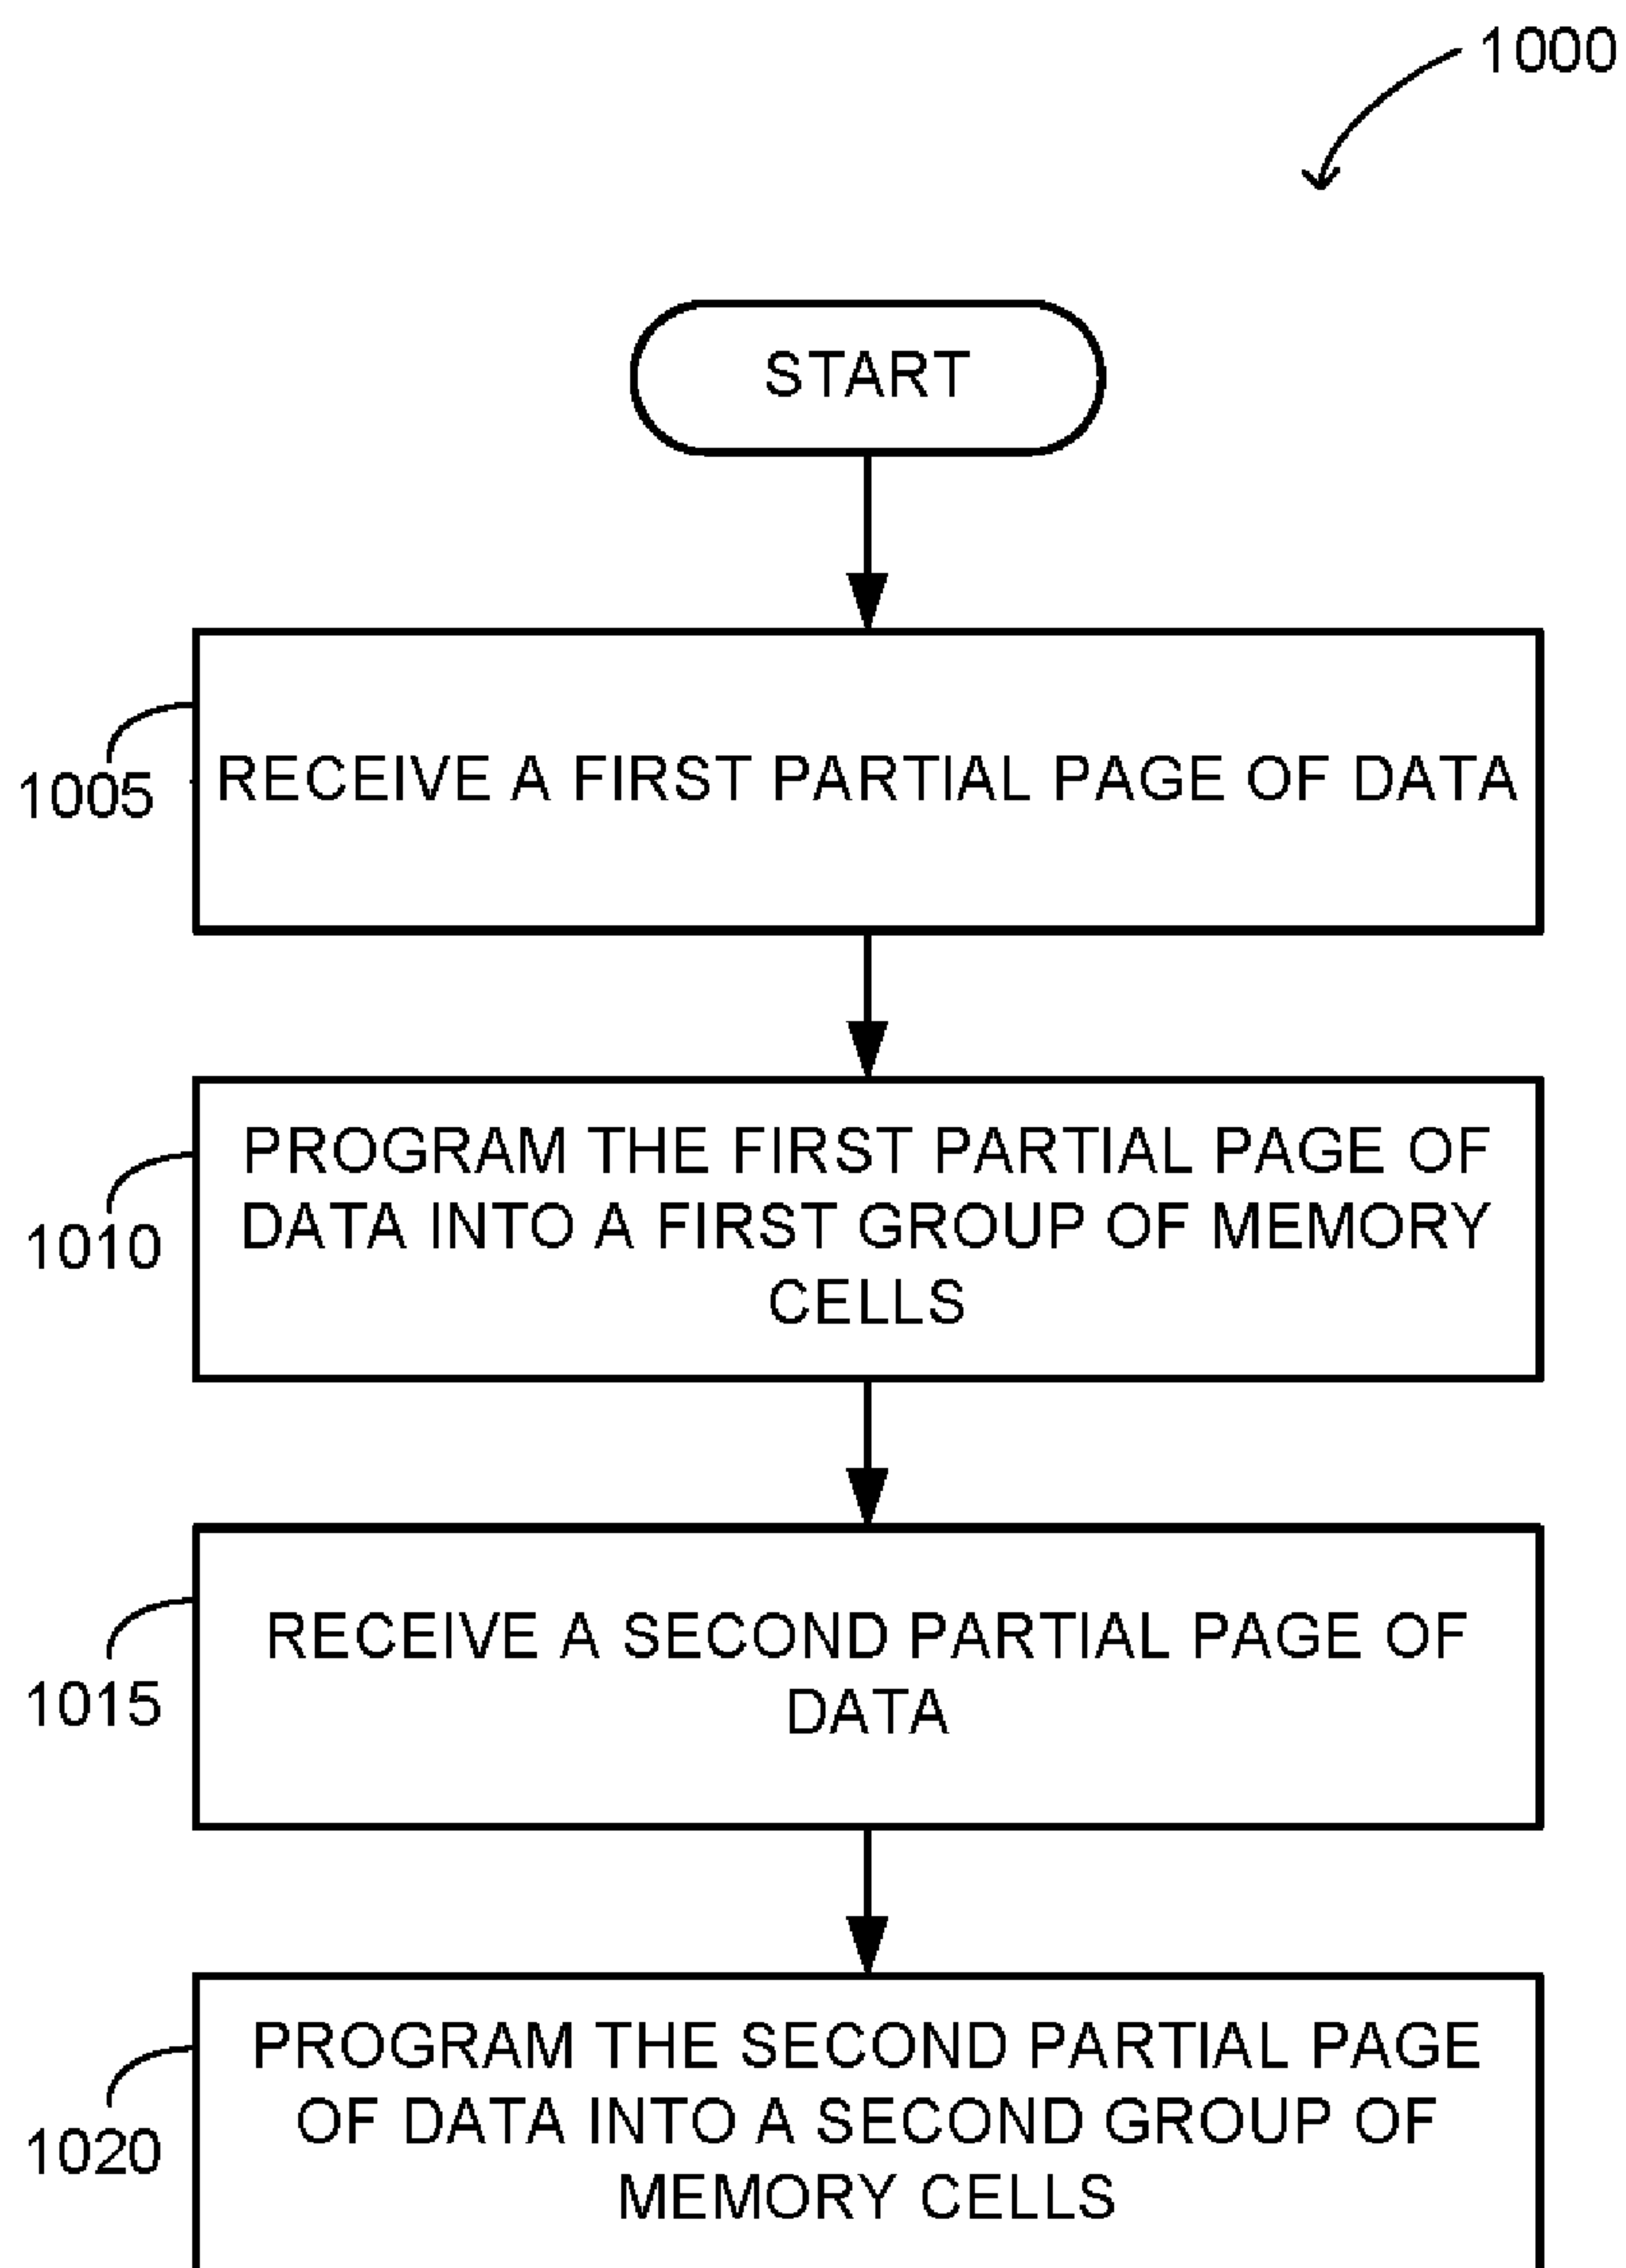 1000
START
1005
RECEIVE A FIRST PARTIAL PAGE OF DATA
1010
PROGRAM THE FIRST PARTIAL PAGE OF
DATA INTO A FIRST GROUP OF MEMORY
CELLS
1015
RECEIVE A SECOND PARTIAL PAGE OF
DATA
1020
PROGRAM THE SECOND PARTIAL PAGE
OF DATA INTO A SECOND GROUP OF
MEMORY CELLS